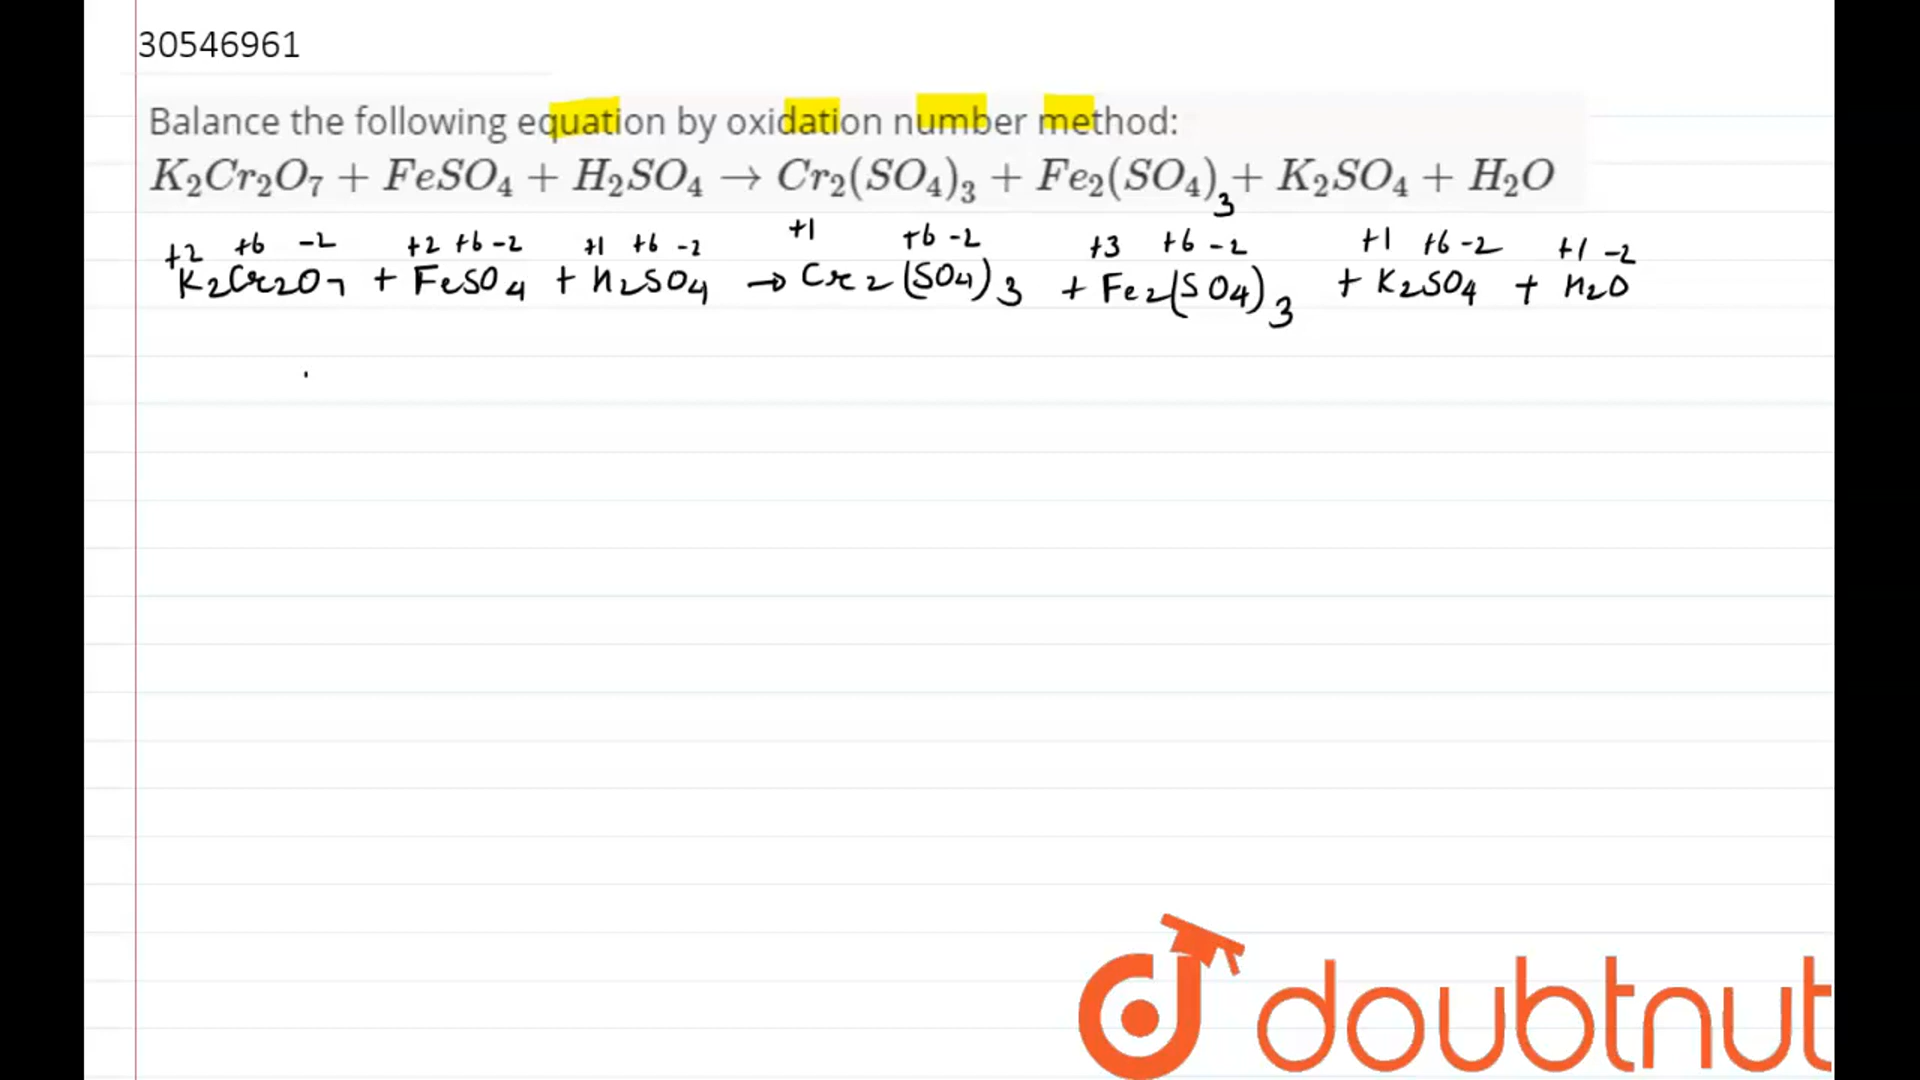 30546961
Balance the following equation by oxidation number method:
K₂Cr₂O₇ + FeSO₄ + H₂SO₄ → Cr₂(SO₄)₃ + Fe₂(SO₄)₃ + K₂SO₄ + H₂O
+2 +6 -2 +2 +6 -2 +1 +6 -2 +1 +6 -2 +3 +6 -2 +1 +6 -2 +1 -2
K₂Cr₂O₇ + FeSO₄ + H₂SO₄ → Cr₂(SO₄)₃ + Fe₂(SO₄)₃ + K₂SO₄ + H₂O
doubtnut